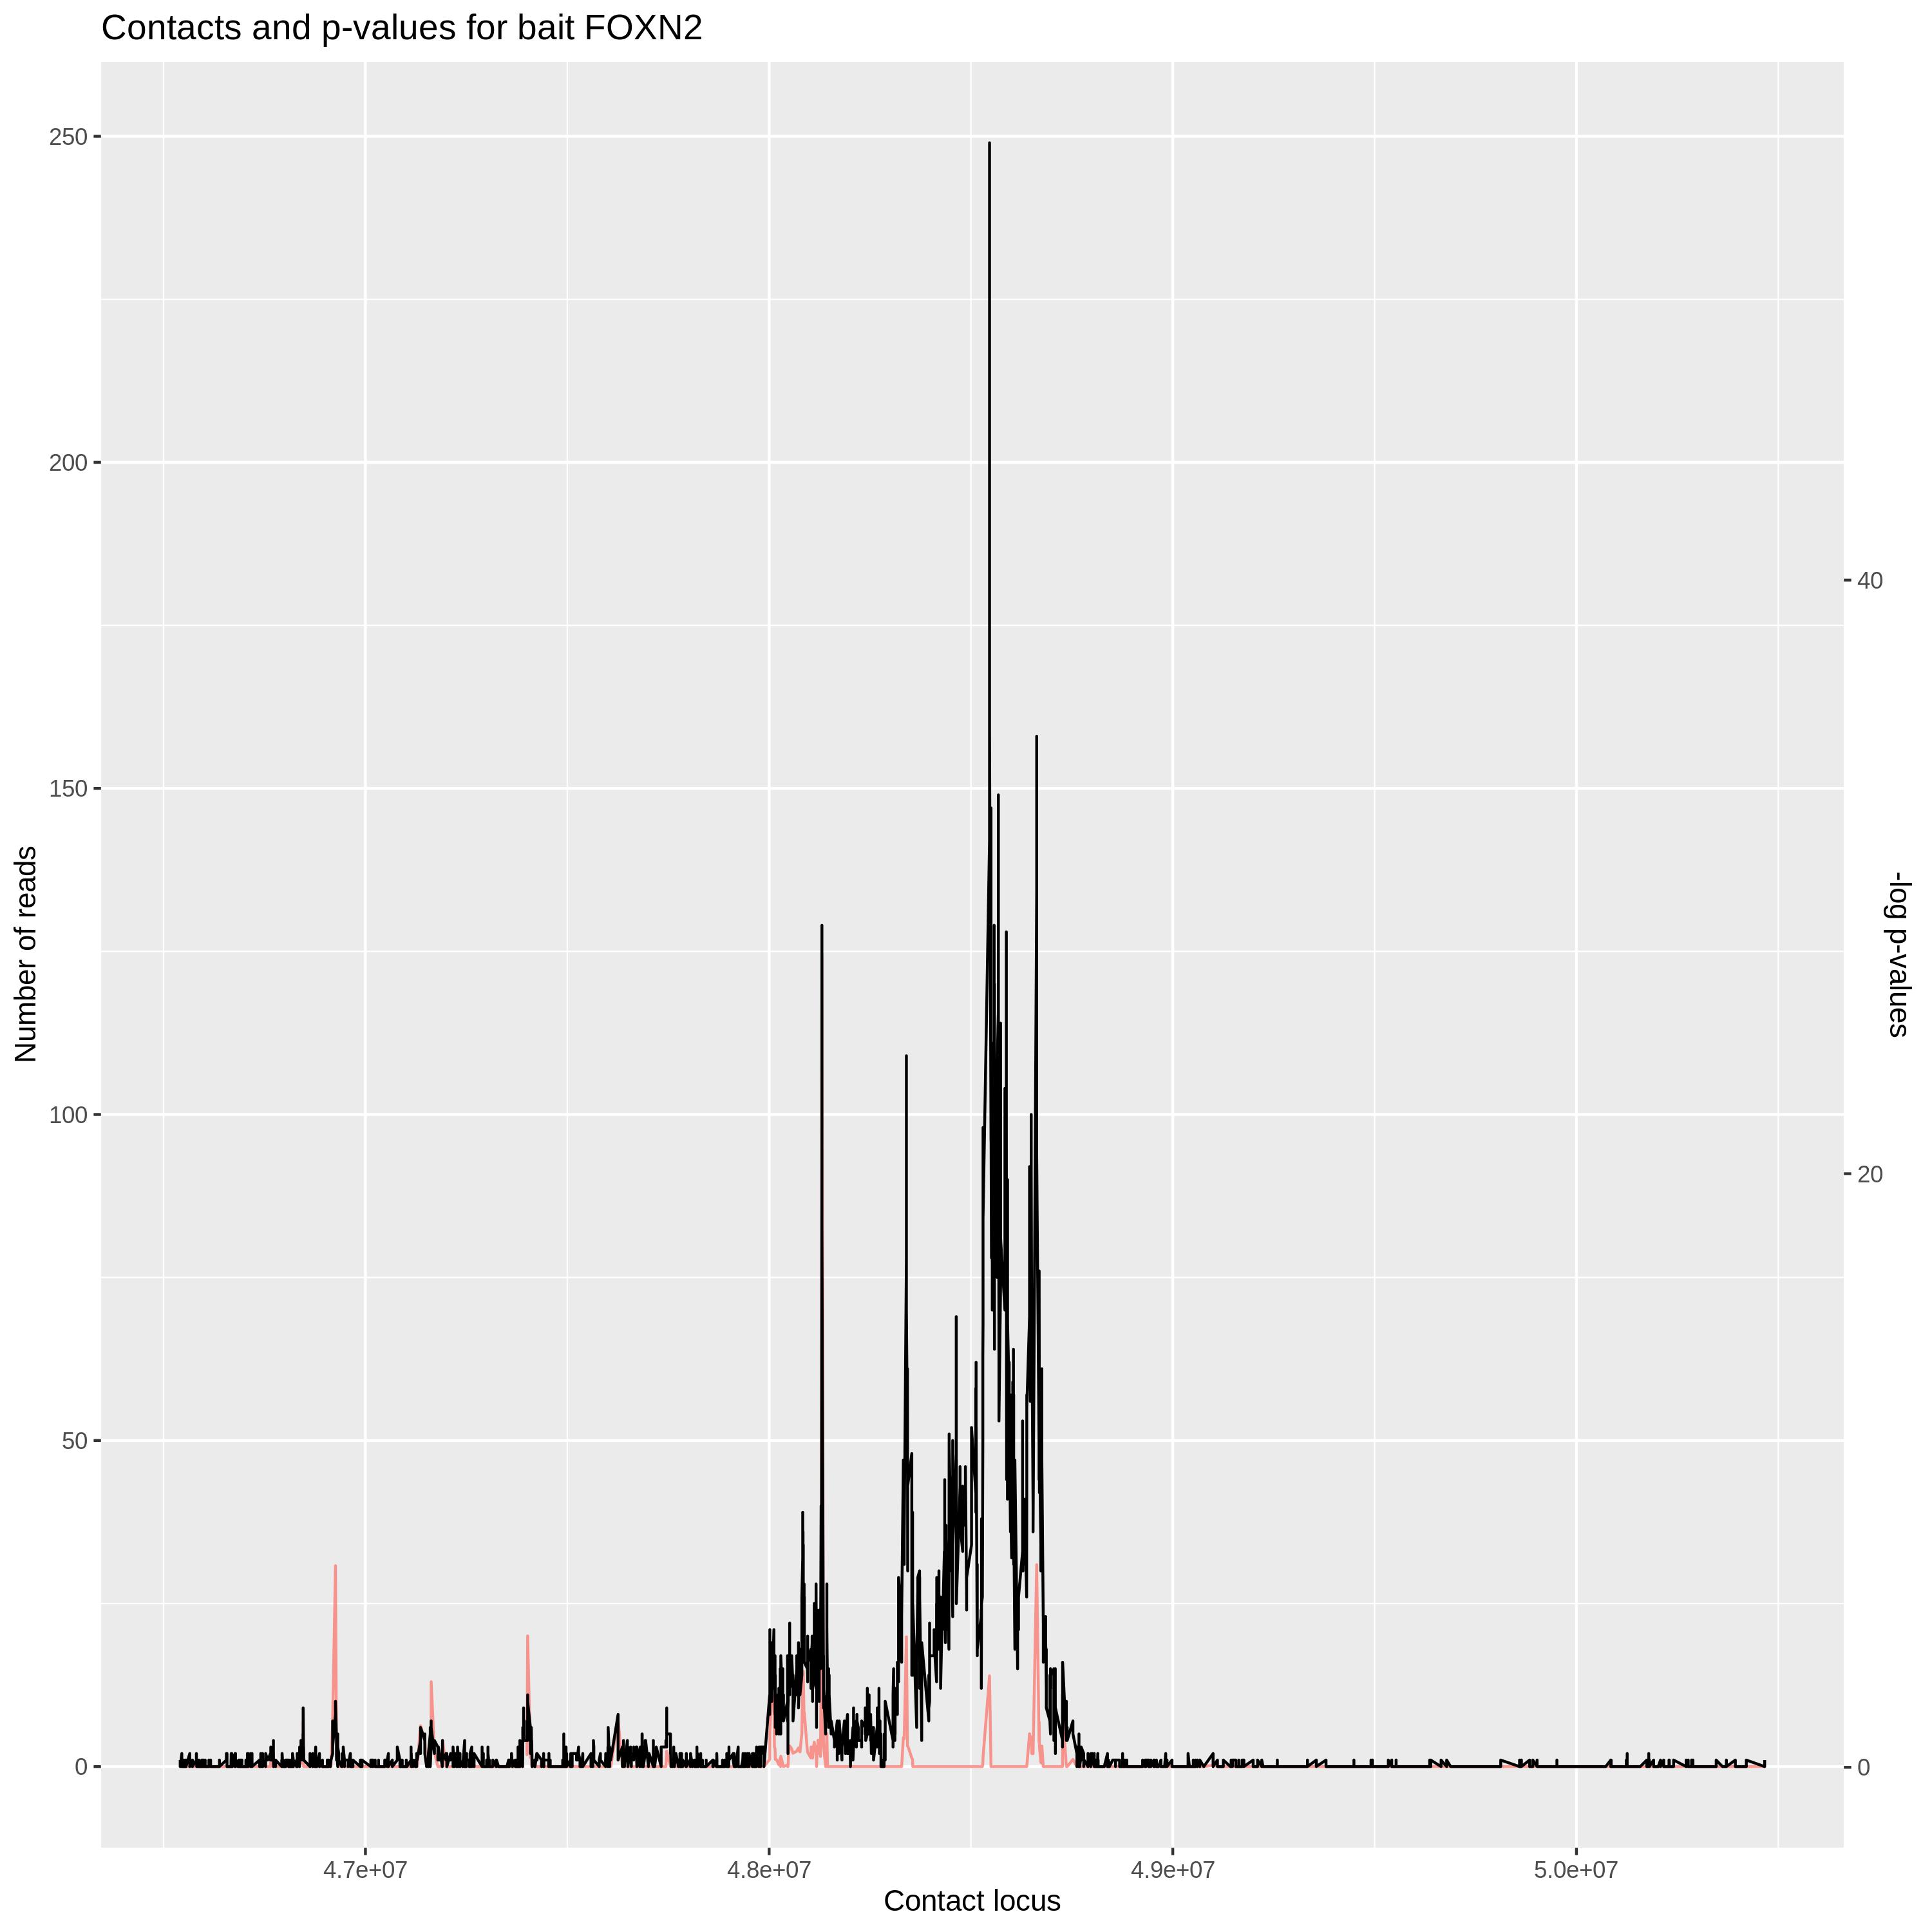 Contacts and p-values for bait FOXN2
250
200
150
100
50
0
Number of reads
40
20
0
-log p-values
4.7e+07
4.8e+07
4.9e+07
5.0e+07
Contact locus